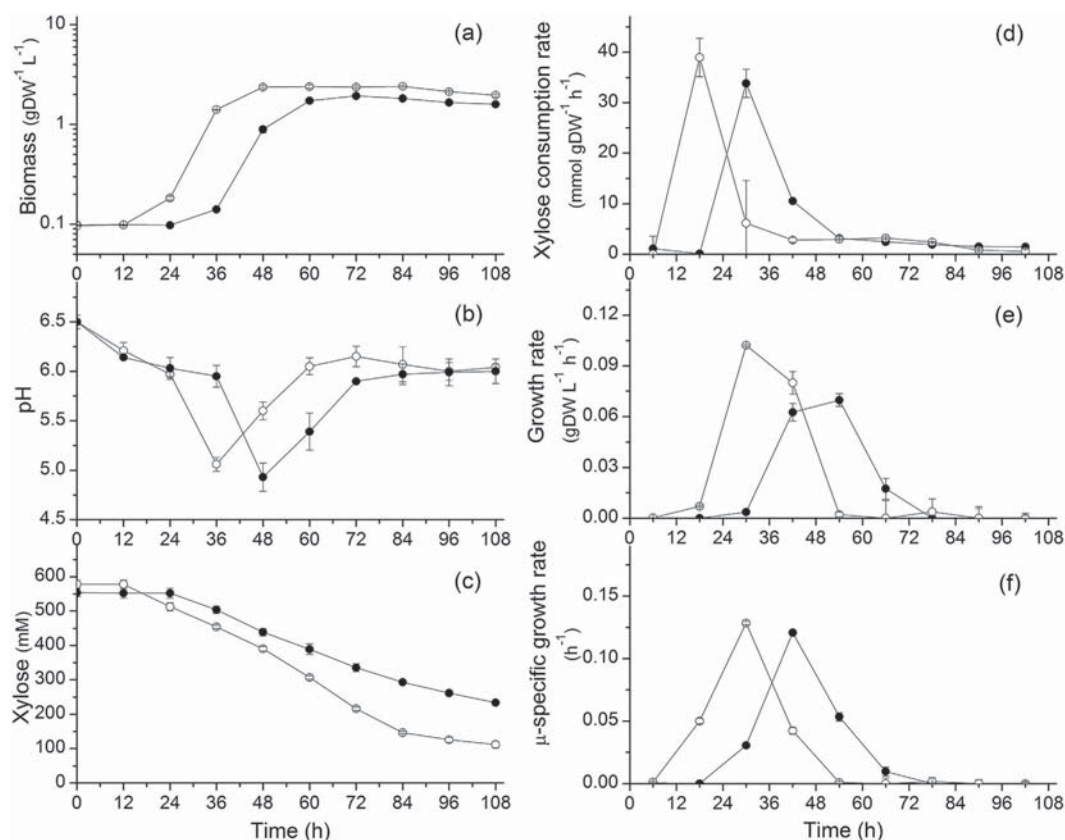 (a)
Biomass (gDW⁻¹ L⁻¹)
1
0.1
0 12 24 36 48 60 72 84 96 108
(b)
pH
6.5
6.0
5.5
5.0
4.5
0 12 24 36 48 60 72 84 96 108
(c)
Xylose (mM)
600
500
400
300
200
100
0
0 12 24 36 48 60 72 84 96 108
Time (h)
(d)
Xylose consumption rate
(mmol gDW⁻¹ h⁻¹)
40
30
20
10
0
0 12 24 36 48 60 72 84 96 108
(e)
Growth rate
(gDW L⁻¹ h⁻¹)
0.12
0.09
0.06
0.03
0.00
0 12 24 36 48 60 72 84 96 108
(f)
μ-specific growth rate
(h⁻¹)
0.15
0.10
0.05
0.00
0 12 24 36 48 60 72 84 96 108
Time (h)